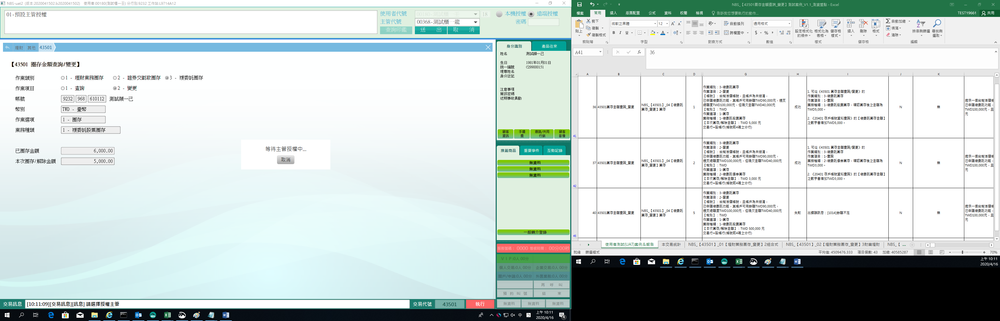 NBS-uat2 (版本:2020041502.b2020041502) 使用者:00180(測試櫃一壬) 分行別:9232 工作站:L9714A12
01-預設主管授權
使用者代號 00180-測試櫃一壬 18 本機授權 遠端授權
主管代號 00368-測試櫃一龍 密碼
查詢印鑑 送 出 取 消
理財 其他 43501
【43501 圈存金額查詢/變更】
作業類別 1 - 理財業務圈存 2 - 證券交割款圈存 3 - 複委託圈存
作業項目 1 - 查詢 2 - 變更
帳號 9232 968 610112 測試顏一己
幣別 TWD - 臺幣
作業選項 1 - 圈存
業務種類 1 - 複委託股票圈存
已圈存金額 6,000.00
本次圈存/解除金額 5,000.00
等待主管授權中...
取消
身分識別 產品往來
姓名 測試顏一己
生日 1981年01月01日
統一編號 C299000151
理專姓名
身分註記
注意事項
簡訊密碼
近期事故異動
顧客資訊 手續費 通路/共同行銷 顧客影像
推薦商品 重要事件 互動記錄
無資料
無資料
無資料
一般轉介登錄
服務號碼： 0000 等候時間： 00分00秒
ＶＩＰ:0人 00分
個人交易:0人 00分 企業交易:0人 00分
開戶/申請:0人 00分 外匯業務:0人 00分
再 呼 叫
預 約 叫 號 結 束
無資料 無資料 無資料
交易訊息 [10:11:09][交易訊息][訊息] 請選擇授權主管 交易代號 43501 執行
中 上午 10:11
2020/4/16
4
NBS_【43501圈存金額查詢_變更】測試案例_V1.1_測資盤點 - Excel
檔案 常用 插入 版面配置 公式 資料 校閱 檢視 告訴我您想要執行的動作... TEST19661 共用
貼上 剪下 複製 複製格式 微軟正黑體 12 自動換列 跨欄置中 通用格式
設定格式化的條件 格式化為表格 儲存格樣式 插入 刪除 格式 自動加總 填滿 清除 排序與篩選 尋找與選取
剪貼簿 字型 對齊方式 數值 樣式 儲存格 編輯
A41 36
A B C D G H I J K
41
36 43501圈存金額查詢_變更
NBS_【43501】_04【複委託圈存_變更】圈存
1
作業類別：3-複委託圈存
作業項目：2-變更
【帳號】：台幣活儲帳號，且帳戶為未結清，
已申請複委託功能，其帳戶可用餘額TWD90,000元，透支
總額度TWD100,000元，但現欠金額TWD40,000元
【幣別】：TWD
作業選項：1-圈存
業務種類：1-複委託股票圈存
【本次圈存/解除金額】：TWD 5,000 元
交易行=設帳行(帳號前4碼之分行)
成功
1. 可從《43501 圈存金額查詢/變更》的
作業類別：3-複委託圈存
作業項目：1-查詢
業務種類：1-複委託股票圈存，確認圈存後之金額為
TWD5,000。
2. 《20401 存戶帳號資料查詢》的【複委託圈存金額】
之數字會增加TWD5,000。
N 無
提供一個台幣活儲帳
已申請複委託功能，
TWD100,000元，且
元
42
37 43501圈存金額查詢_變更
NBS_【43501】_04【複委託圈存_變更】圈存
2
作業類別：3-複委託圈存
作業項目：2-變更
【帳號】：台幣活儲帳號，且帳戶為未結清，
已申請複委託功能，其帳戶可用餘額TWD90,000元，
透支總額度TWD100,000元，但現欠金額TWD40,000元
【幣別】：TWD
作業選項：1-圈存
業務種類：2-複委託債券圈存
【本次圈存/解除金額】：TWD 3,000 元
交易行=設帳行(帳號前4碼之分行)
成功
1. 可從《43501 圈存金額查詢/變更》的
作業類別：3-複委託圈存
作業項目：1-查詢
業務種類：2-複委託債券圈存，確認圈存後之金額為
TWD3,000。
2. 《20401 存戶帳號資料查詢》的【複委託圈存金額】
之數字會增加TWD3,000。
N 無
提供一個台幣活儲帳
已申請複委託功能，
TWD100,000元，且
元
45
40 43501圈存金額查詢_變更
NBS_【43501】_04【複委託圈存_變更】圈存
5
作業類別：3-複委託圈存
作業項目：2-變更
【帳號】：台幣活儲帳號，且帳戶為未結清，
已申請複委託功能，其帳戶可用餘額TWD90,000元，
透支總額度TWD100,000元，但現欠金額TWD40,000元
【幣別】：TWD
作業選項：1-圈存
業務種類：1-複委託股票圈存
【本次圈存/解除金額】：TWD 500,000 元
交易行=設帳行(帳號前4碼之分行)
失敗
出錯誤訊息：[1014]餘額不足
N 無
提供一個台幣活儲帳
已申請複委託功能，
TWD100,000元，且
元
使用者測試(UAT)案例＆報告 本交易統計 NBS_【43501】_01【理財業務圈存_變更】2組合式 NBS_【43501】_02【理財業務圈存_變更】3財富理財 NBS_【 ...
就緒 篩選模式 平均值: 4509476.333 項目個數: 43 加總: 40585287 70%
上午 10:11
2020/4/16